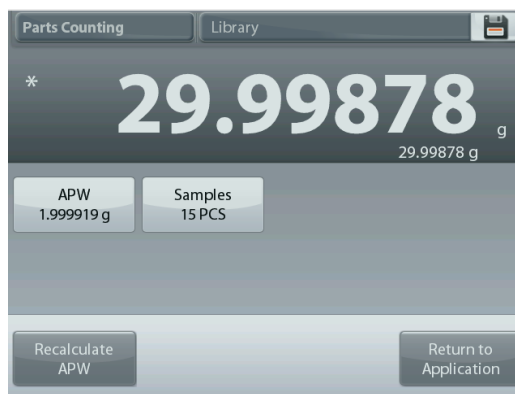 Parts Counting
Library
* 29.99878 g
29.99878 g
APW
1.999919 g
Samples
15 PCS
Recalculate
APW
Return to
Application